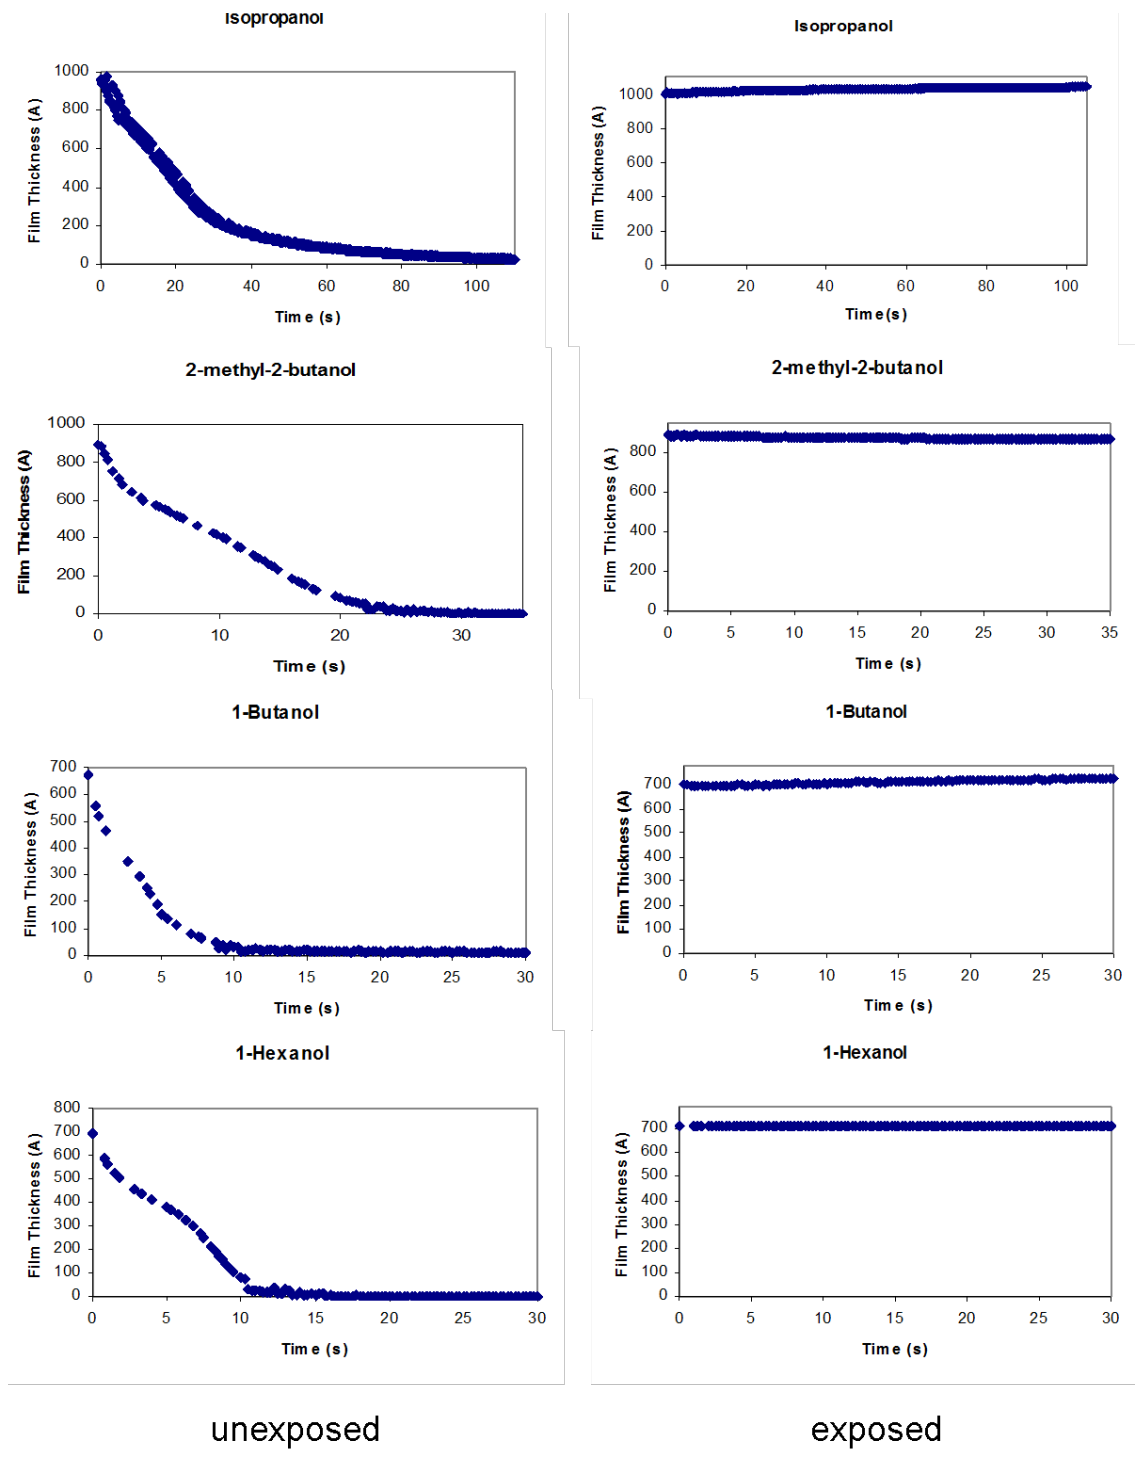 Isopropanol
1000
800
600
400
200
0
0 20 40 60 80 100
Film Thickness (A)
Time (s)
Isopropanol
1000
800
600
400
200
0
0 20 40 60 80 100
Film Thickness (A)
Time(s)
2-methyl-2-butanol
1000
800
600
400
200
0
0 10 20 30
Film Thickness (A)
Time (s)
2-methyl-2-butanol
800
600
400
200
0
0 5 10 15 20 25 30 35
Film Thickness (A)
Time (s)
1-Butanol
700
600
500
400
300
200
100
0
0 5 10 15 20 25 30
Film Thickness (A)
Time (s)
1-Butanol
700
600
500
400
300
200
100
0
0 5 10 15 20 25 30
Film Thickness (A)
Time (s)
1-Hexanol
800
700
600
500
400
300
200
100
0
0 5 10 15 20 25 30
Film Thickness (A)
Time (s)
1-Hexanol
700
600
500
400
300
200
100
0
0 5 10 15 20 25 30
Film Thickness (A)
Time (s)
unexposed
exposed